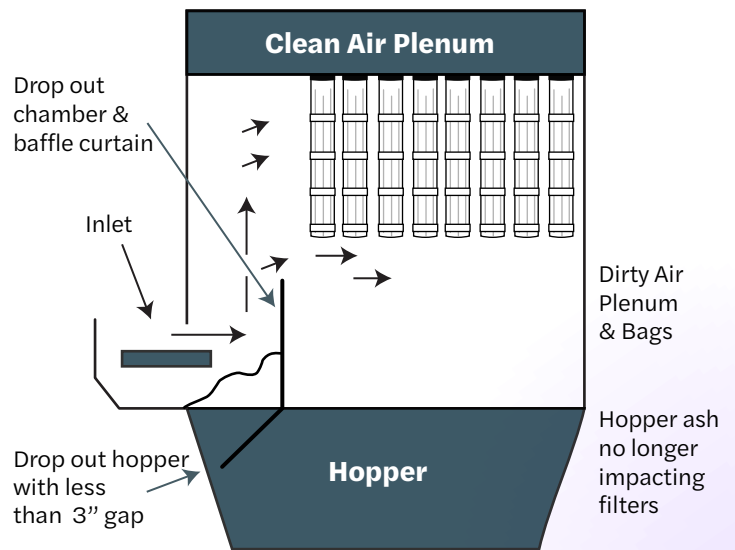 Clean Air Plenum
Drop out
chamber &
baffle curtain
Inlet
Dirty Air
Plenum
& Bags
Hopper ash
no longer
impacting
filters
Drop out hopper
with less
than 3” gap
Hopper